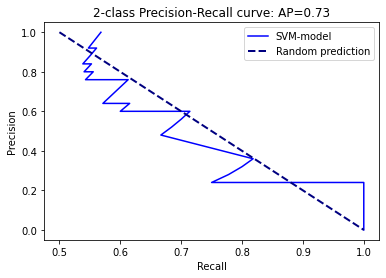 2-class Precision-Recall curve: AP=0.73
SVM-model
Random prediction
1.0
0.8
0.6
0.4
0.2
0.0
Precision
0.5 0.6 0.7 0.8 0.9 1.0
Recall